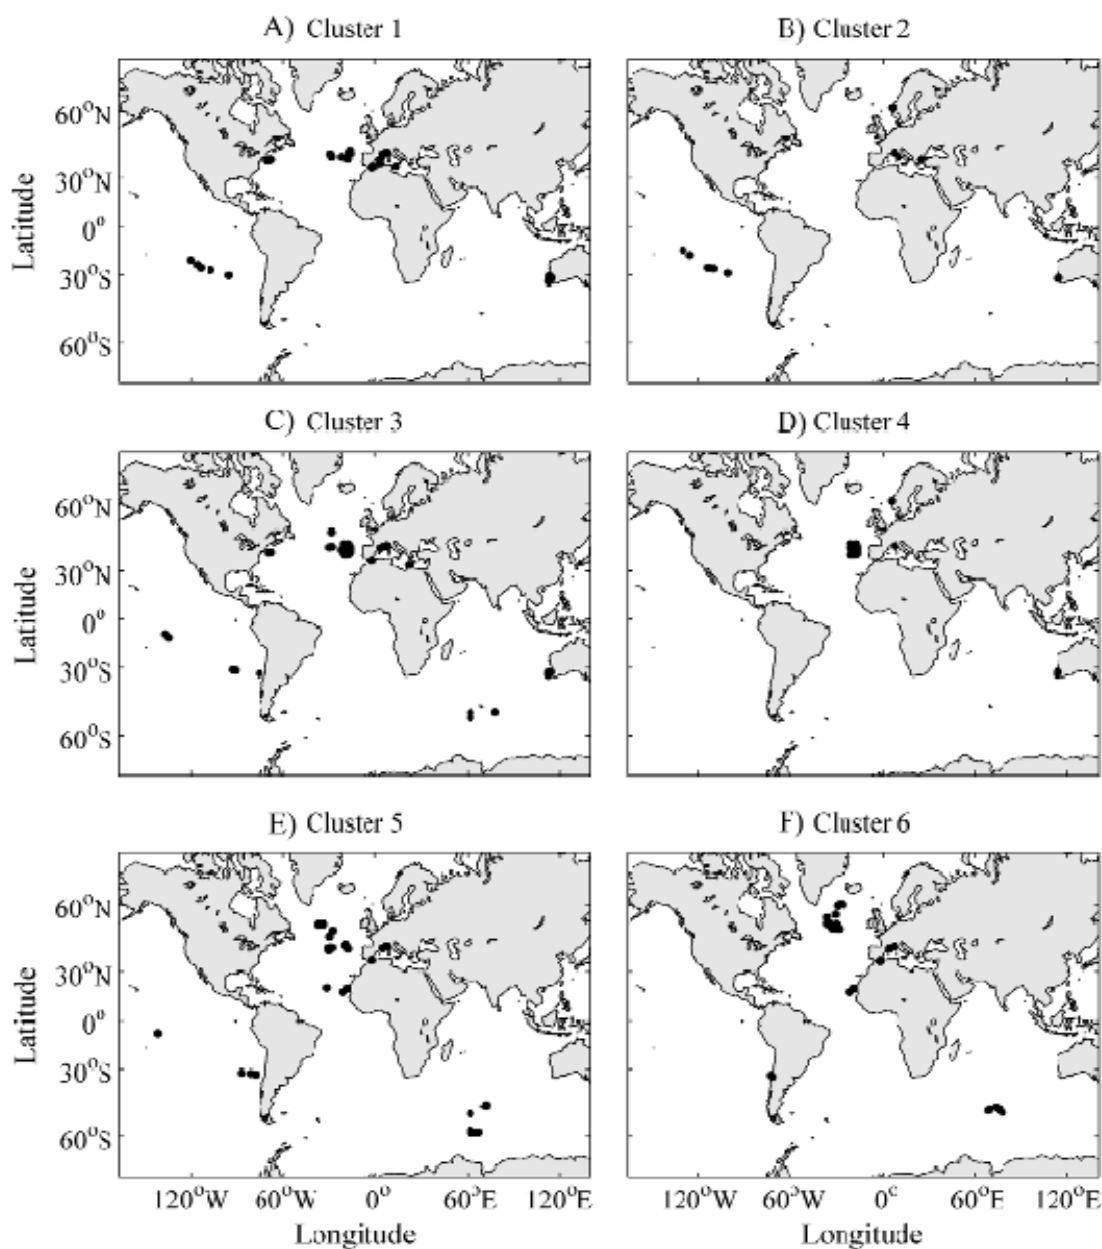 A) Cluster 1
B) Cluster 2
60°N
30°N
0°
30°S
60°S
Latitude
C) Cluster 3
D) Cluster 4
60°N
30°N
0°
30°S
60°S
Latitude
E) Cluster 5
F) Cluster 6
60°N
30°N
0°
30°S
60°S
Latitude
120°W 60°W 0° 60°E 120°E
120°W 60°W 0° 60°E 120°E
Longitude
Longitude